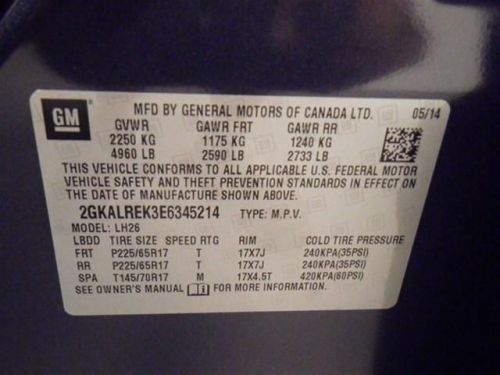 GM
MFD BY GENERAL MOTORS OF CANADA LTD. 05/14
GVWR GAWR FRT GAWR RR
2250 KG 1175 KG 1240 KG
4960 LB 2590 LB 2733 LB
THIS VEHICLE CONFORMS TO ALL APPLICABLE U.S. FEDERAL MOTOR
VEHICLE SAFETY AND THEFT PREVENTION STANDARDS IN EFFECT ON
THE DATE OF MANUFACTURE SHOWN ABOVE.
2GKALREK3E6345214 TYPE: M.P.V.
MODEL: LH26
LBDD TIRE SIZE SPEED RTG RIM COLD TIRE PRESSURE
FRT P225/65R17 T 17X7J 240KPA(35PSI)
RR P225/65R17 T 17X7J 240KPA(35PSI)
SPA T145/70R17 M 17X4.5T 420KPA(60PSI)
SEE OWNER'S MANUAL i FOR MORE INFORMATION.